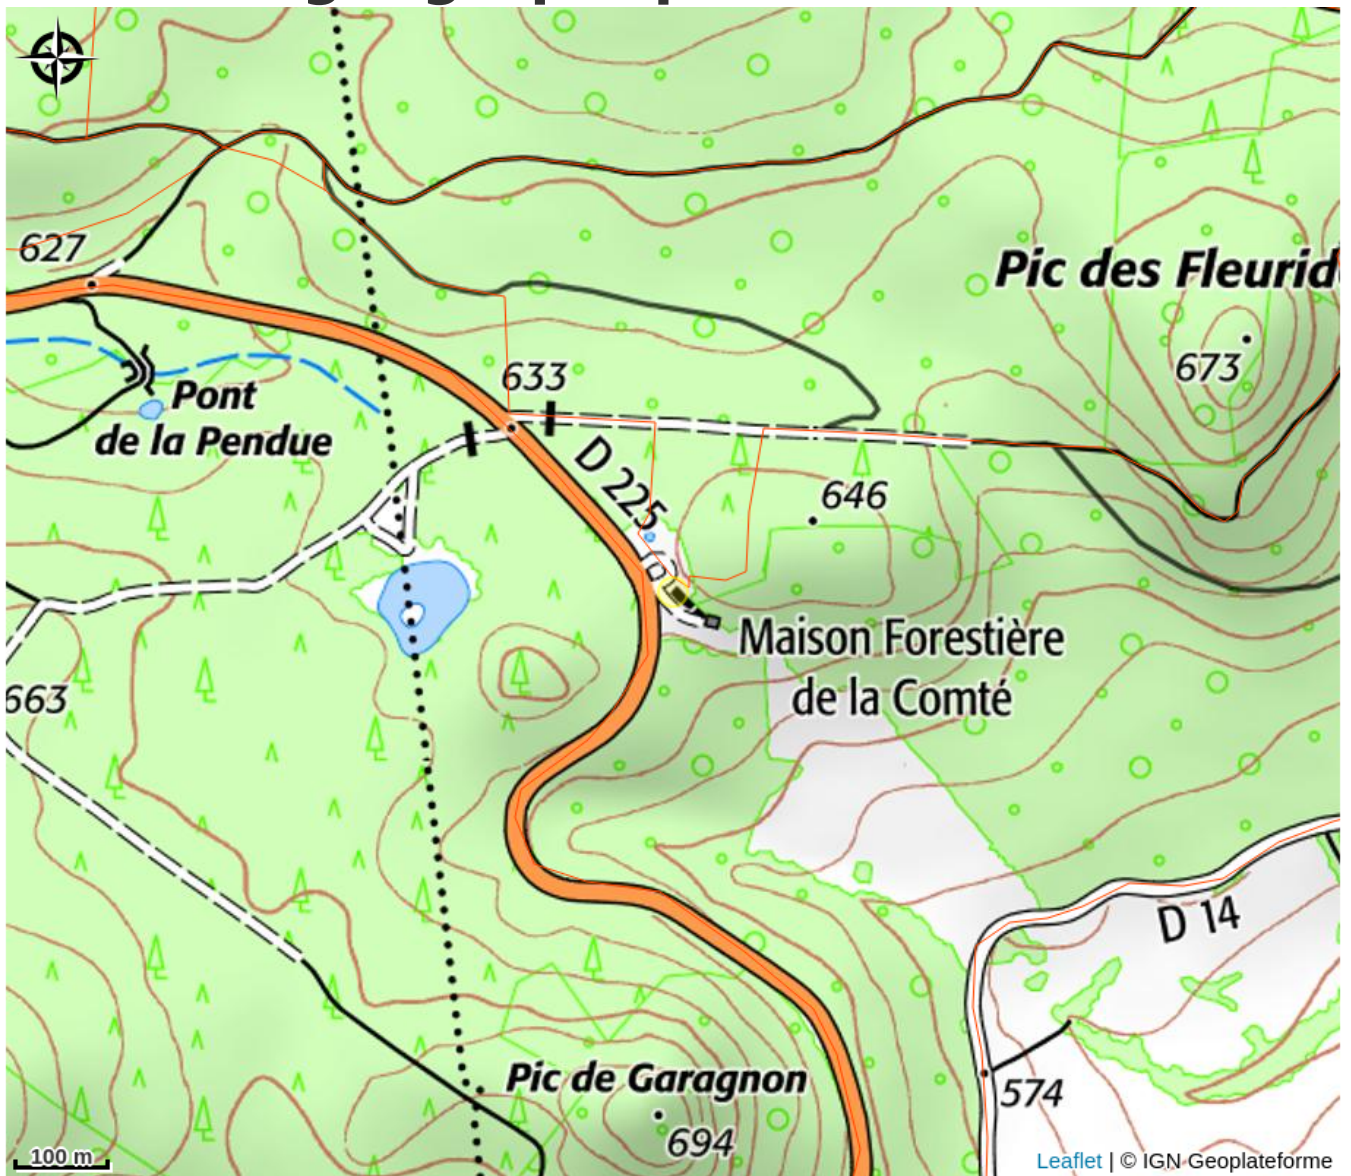 627
Pic des Fleurid
673
633
Pont
de la Pendue
D 225
646
Maison Forestière
de la Comté
663
D 14
Pic de Garagnon
694
574
100 m
Leaflet | © IGN Geoplateforme